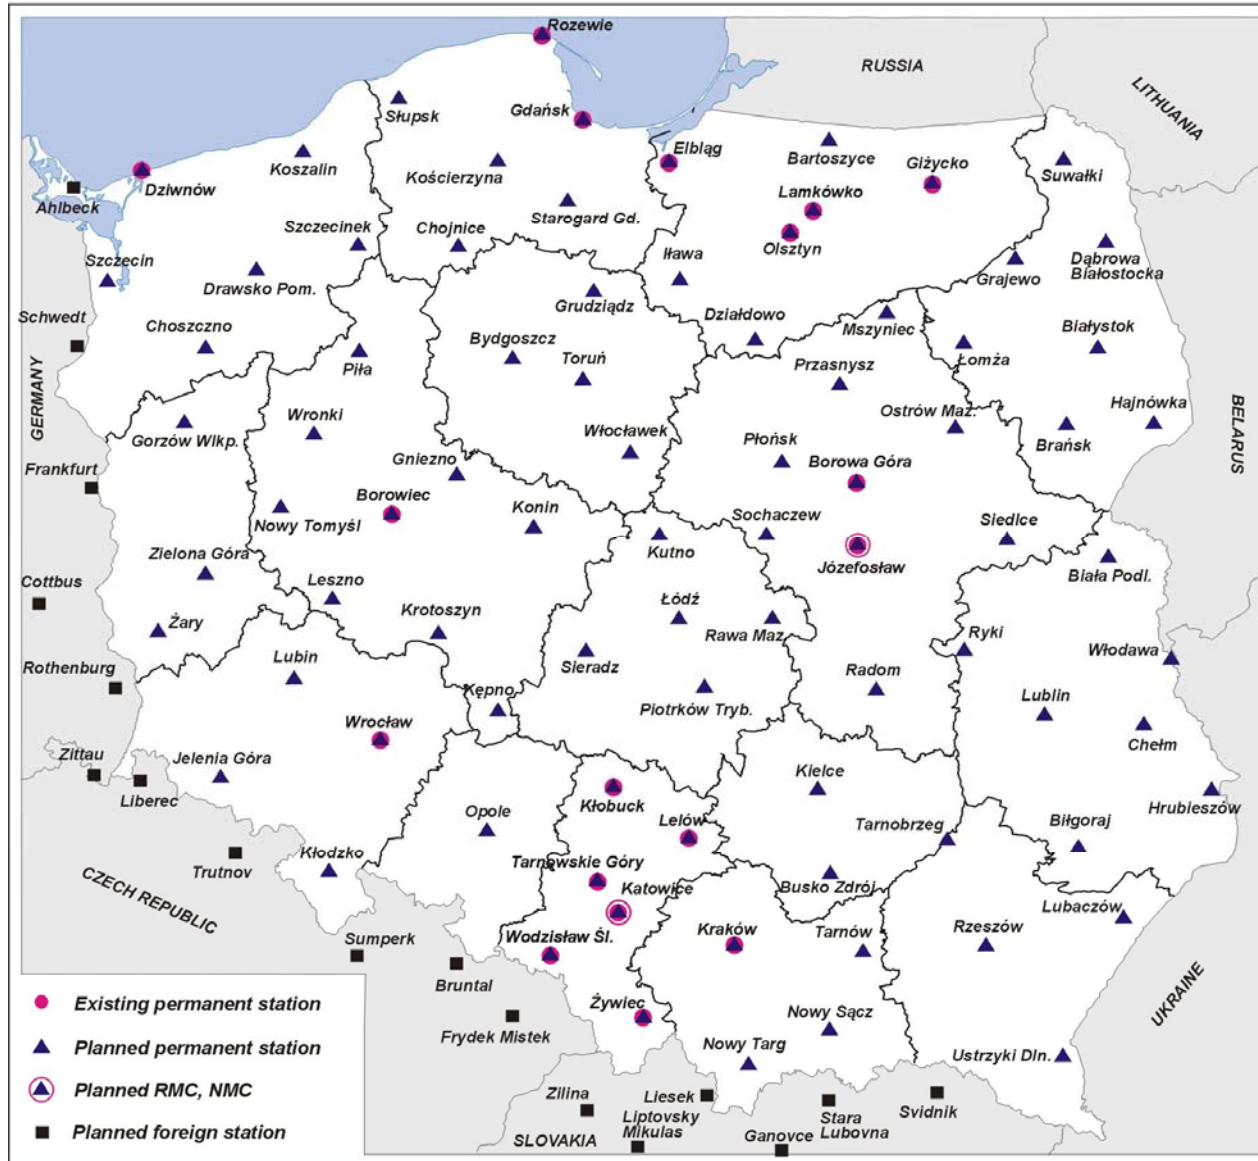 Rozewie
RUSSIA
LITHUANIA
Słupsk
Gdańsk
Elbląg
Bartoszyce
Giżycko
Suwałki
Koszalin
Kościerzyna
Dziwnów
Ahlbeck
Lamkówko
Starogard Gd.
Olsztyn
Szczecinek
Chojnice
Iława
Grajewo
Dąbrowa
Białostocka
Szczecin
Drawsko Pom.
Grudziądz
Działdowo
Mszyniec
Schwedt
Choszczno
Bydgoszcz
Toruń
Białystok
Łomża
Piła
Przasnysz
GERMANY
Gorzów Wlkp.
Wronki
Włocławek
Ostrów Maz.
Hajnówka
Brańsk
BELARUS
Płońsk
Borowa Góra
Gniezno
Frankfurt
Borowiec
Nowy Tomyśl
Konin
Sochaczew
Siedlce
Kutno
Józefosław
Biała Podl.
Zielona Góra
Cottbus
Leszno
Krotoszyn
Łódź
Rawa Maz.
Żary
Ryki
Włodawa
Lubin
Sieradz
Rothenburg
Radom
Kępno
Piotrków Tryb.
Lublin
Chełm
Wrocław
Zittau
Jelenia Góra
Liberec
Kielce
Kłobuck
Hrubieszów
Opole
Lelów
Tarnobrzeg
Biłgoraj
Trutnov
Kłodzko
Tarnowskie Góry
Katowice
Busko Zdrój
CZECH REPUBLIC
Lubaczów
Sumperk
Wodzisław Śl.
Kraków
Tarnów
Rzeszów
Bruntal
UKRAINE
Existing permanent station
Żywiec
Frydek Mistek
Nowy Sącz
Planned permanent station
Nowy Targ
Ustrzyki Dln.
Planned RMC, NMC
Zilina
Liesek
Liptovsky
Mikulas
Stara
Lubovna
Svidnik
Planned foreign station
SLOVAKIA
Ganovce